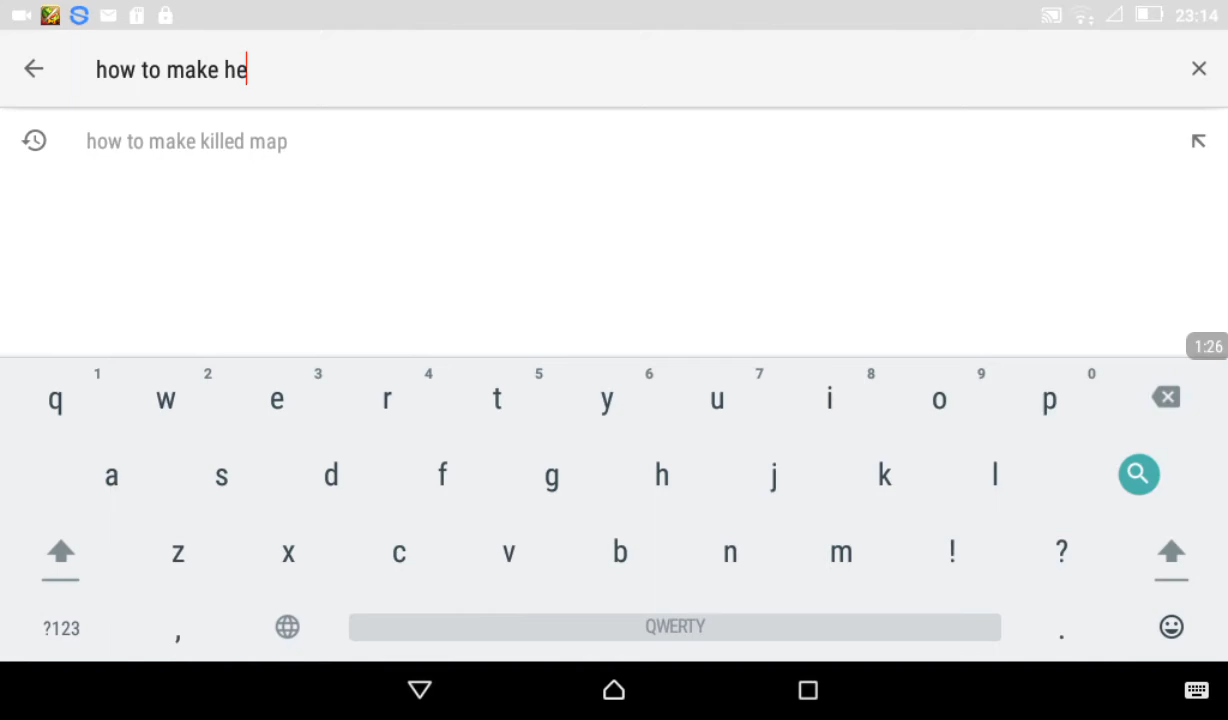 23:14
how to make he
how to make killed map
1:26
1 2 3 4 5 6 7 8 9 0
q w e r t y u i o p
a s d f g h j k l
z x c v b n m ! ?
?123 , QWERTY .